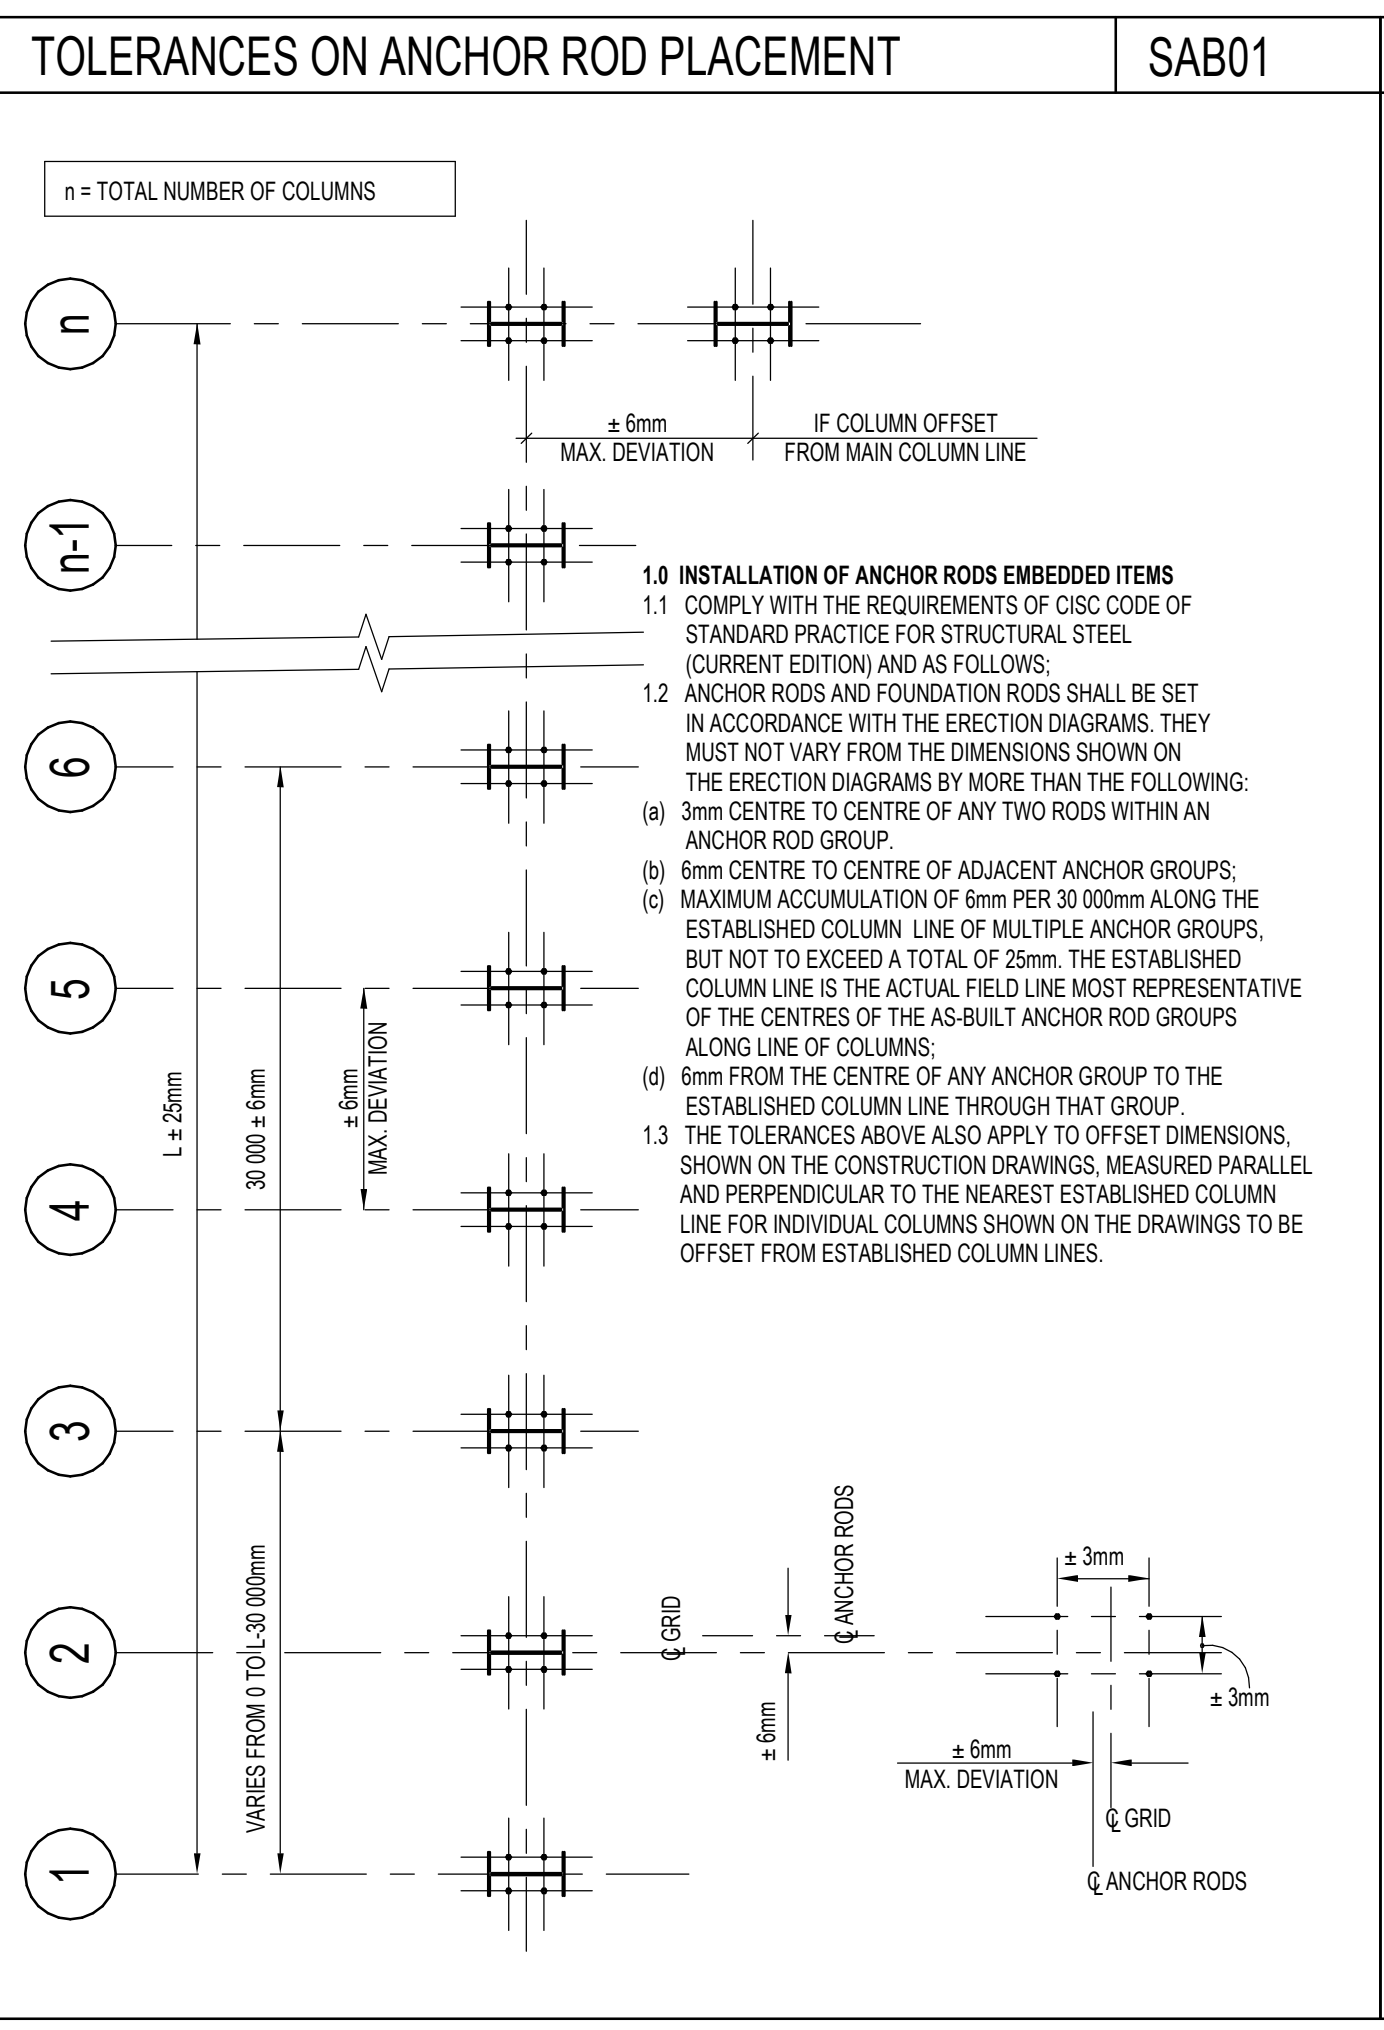 TOLERANCES ON ANCHOR ROD PLACEMENT
SAB01
n = TOTAL NUMBER OF COLUMNS
n
± 6mm
MAX. DEVIATION
IF COLUMN OFFSET
FROM MAIN COLUMN LINE
n-1
1.0 INSTALLATION OF ANCHOR RODS EMBEDDED ITEMS
1.1 COMPLY WITH THE REQUIREMENTS OF CISC CODE OF
STANDARD PRACTICE FOR STRUCTURAL STEEL
(CURRENT EDITION) AND AS FOLLOWS;
1.2 ANCHOR RODS AND FOUNDATION RODS SHALL BE SET
IN ACCORDANCE WITH THE ERECTION DIAGRAMS. THEY
MUST NOT VARY FROM THE DIMENSIONS SHOWN ON
THE ERECTION DIAGRAMS BY MORE THAN THE FOLLOWING:
(a) 3mm CENTRE TO CENTRE OF ANY TWO RODS WITHIN AN
ANCHOR ROD GROUP.
(b) 6mm CENTRE TO CENTRE OF ADJACENT ANCHOR GROUPS;
(c) MAXIMUM ACCUMULATION OF 6mm PER 30 000mm ALONG THE
ESTABLISHED COLUMN LINE OF MULTIPLE ANCHOR GROUPS,
BUT NOT TO EXCEED A TOTAL OF 25mm. THE ESTABLISHED
COLUMN LINE IS THE ACTUAL FIELD LINE MOST REPRESENTATIVE
OF THE CENTRES OF THE AS-BUILT ANCHOR ROD GROUPS
ALONG LINE OF COLUMNS;
(d) 6mm FROM THE CENTRE OF ANY ANCHOR GROUP TO THE
ESTABLISHED COLUMN LINE THROUGH THAT GROUP.
1.3 THE TOLERANCES ABOVE ALSO APPLY TO OFFSET DIMENSIONS,
SHOWN ON THE CONSTRUCTION DRAWINGS, MEASURED PARALLEL
AND PERPENDICULAR TO THE NEAREST ESTABLISHED COLUMN
LINE FOR INDIVIDUAL COLUMNS SHOWN ON THE DRAWINGS TO BE
OFFSET FROM ESTABLISHED COLUMN LINES.
6
5
L ± 25mm
30 000 ± 6mm
± 6mm
MAX. DEVIATION
4
3
VARIES FROM 0 TO L-30 000mm
2
℄ GRID
℄ ANCHOR RODS
± 6mm
± 3mm
± 3mm
± 6mm
MAX. DEVIATION
℄ GRID
℄ ANCHOR RODS
1